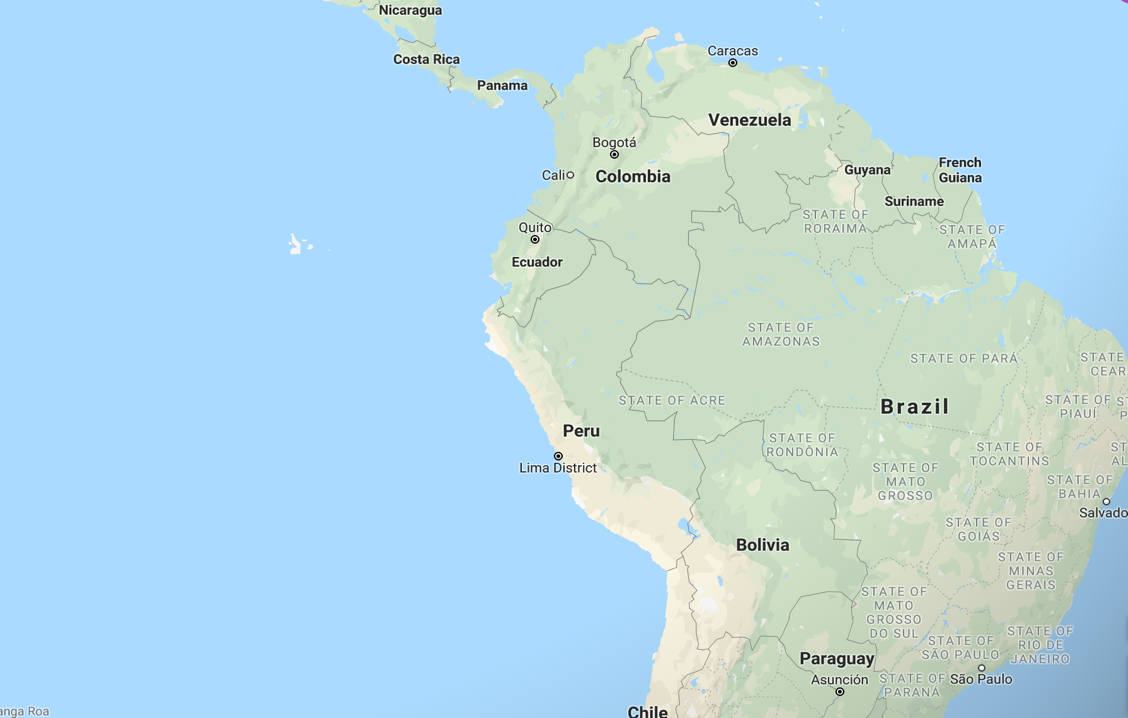 Nicaragua
Costa Rica
Panama
Caracas
Venezuela
Bogotá
Cali
Colombia
Guyana
French
Guiana
Suriname
STATE OF
RORAIMA
STATE OF
AMAPÁ
Quito
Ecuador
STATE OF
AMAZONAS
STATE OF PARÁ
STATE
CEAR
STATE OF ACRE
STATE OF
PIAUÍ
Brazil
Peru
Lima District
STATE OF
RONDÔNIA
STATE OF
TOCANTINS
STATE OF
MATO
GROSSO
STATE OF
BAHIA
Salvado
STATE OF
GOIÁS
Bolivia
STATE OF
MINAS
GERAIS
STATE OF
MATO
GROSSO
DO SUL
STATE OF
SÃO PAULO
STATE OF
RIO DE
JANEIRO
Paraguay
Asunción
São Paulo
STATE OF
PARANÁ
Chile
anga Roa